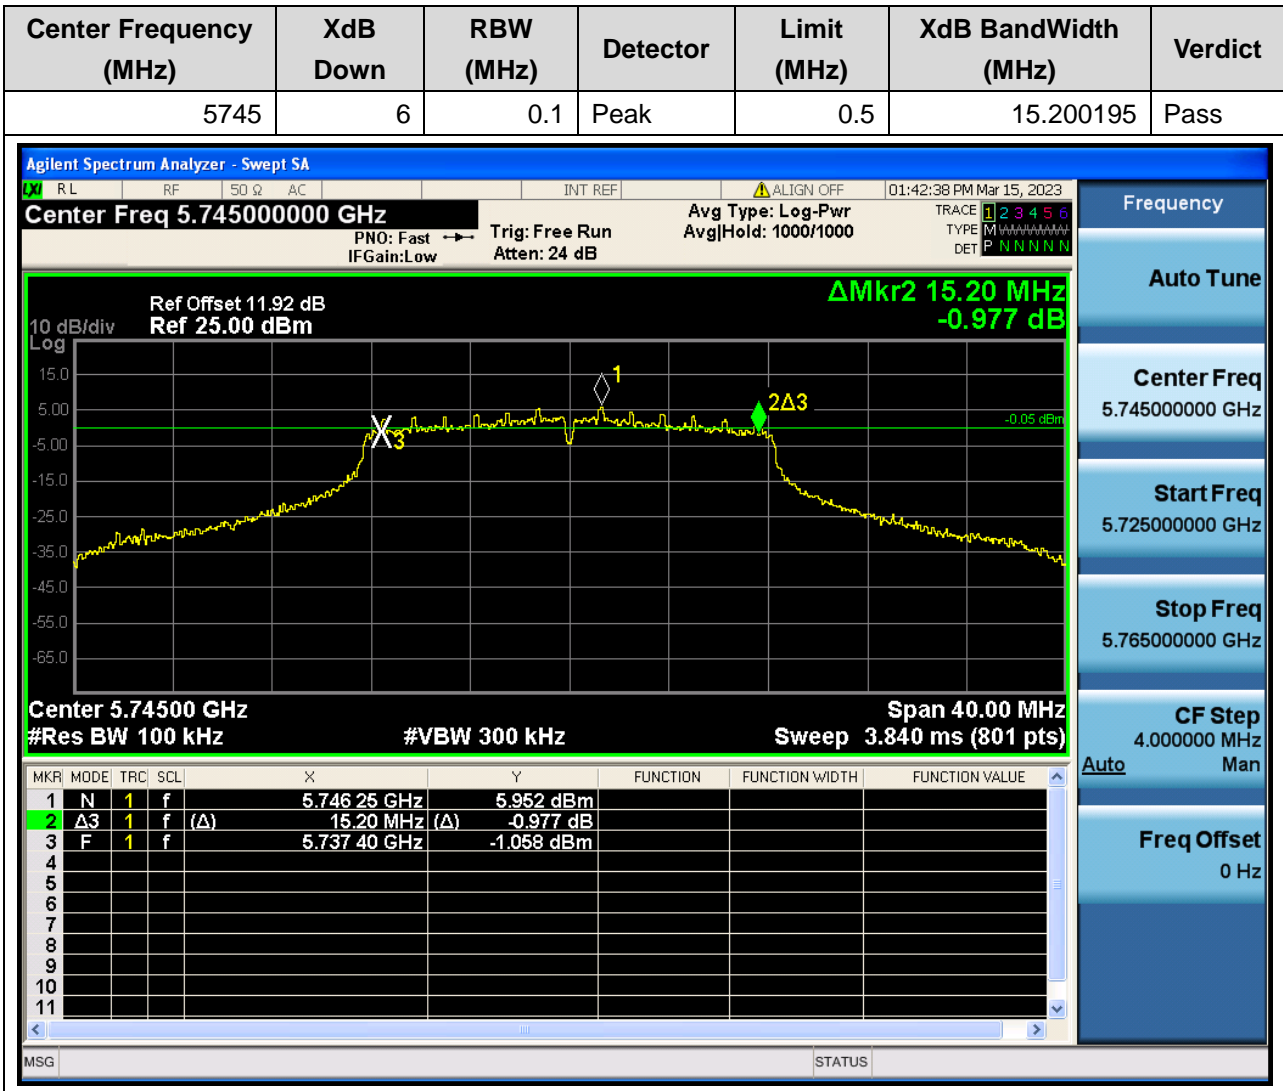 Center Frequency (MHz) XdB Down RBW (MHz) Detector Limit (MHz) XdB BandWidth (MHz) Verdict
5745 6 0.1 Peak 0.5 15.200195 Pass
Agilent Spectrum Analyzer - Swept SA
LXI RL RF 50 Ω AC INT REF ALIGN OFF 01:42:38 PM Mar 15, 2023
Center Freq 5.745000000 GHz
PNO: Fast
IFGain:Low
Trig: Free Run
Atten: 24 dB
Avg Type: Log-Pwr
Avg|Hold: 1000/1000
TRACE 1 2 3 4 5 6
TYPE M
DET P N N N N N
Ref Offset 11.92 dB
Ref 25.00 dBm
10 dB/div
Log
ΔMkr2 15.20 MHz
-0.977 dB
15.0
5.00
-5.00
-15.0
-25.0
-35.0
-45.0
-55.0
-65.0
1
2Δ3
3
-0.05 dBm
Center 5.74500 GHz
#Res BW 100 kHz
#VBW 300 kHz
Span 40.00 MHz
Sweep 3.840 ms (801 pts)
MKR MODE TRC SCL X Y FUNCTION FUNCTION WIDTH FUNCTION VALUE
1 N 1 f 5.746 25 GHz 5.952 dBm
2 Δ3 1 f (Δ) 15.20 MHz (Δ) -0.977 dB
3 F 1 f 5.737 40 GHz -1.058 dBm
4
5
6
7
8
9
10
11
MSG STATUS
Frequency
Auto Tune
Center Freq
5.745000000 GHz
Start Freq
5.725000000 GHz
Stop Freq
5.765000000 GHz
CF Step
4.000000 MHz
Auto Man
Freq Offset
0 Hz